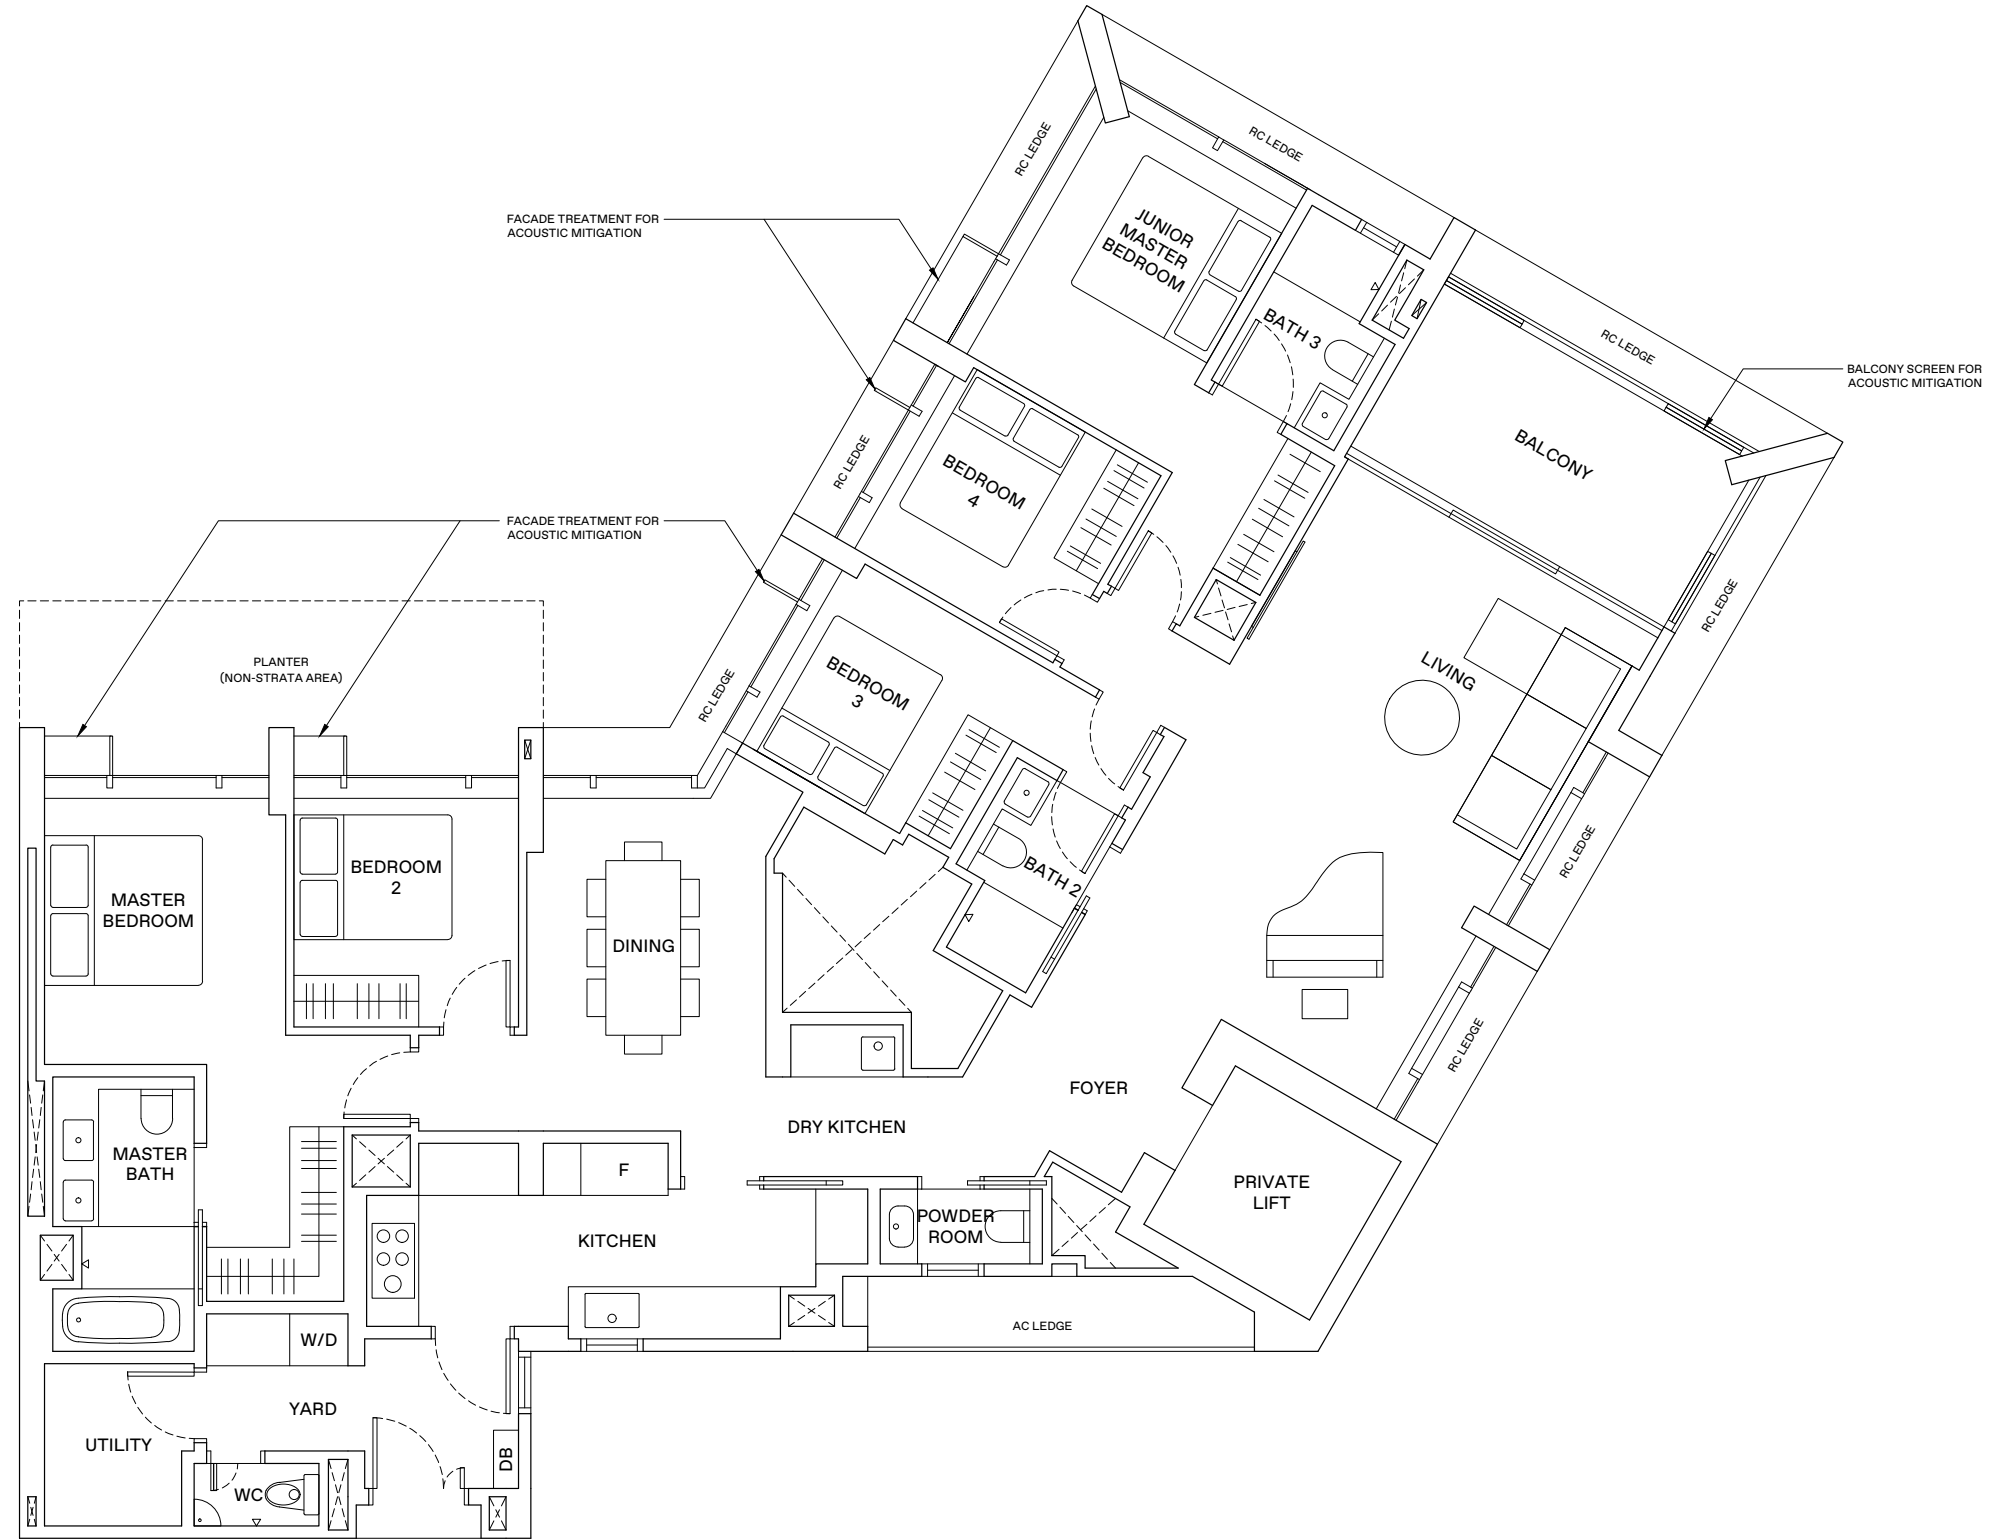 RC LEDGE
RC LEDGE
FACADE TREATMENT FOR
ACOUSTIC MITIGATION
JUNIOR
MASTER
BEDROOM
BATH 3
RC LEDGE
BALCONY SCREEN FOR
ACOUSTIC MITIGATION
BALCONY
RC LEDGE
BEDROOM
4
FACADE TREATMENT FOR
ACOUSTIC MITIGATION
RC LEDGE
PLANTER
(NON-STRATA AREA)
LIVING
BEDROOM
3
RC LEDGE
RC LEDGE
BEDROOM
2
BATH 2
MASTER
BEDROOM
DINING
RC LEDGE
FOYER
DRY KITCHEN
MASTER
BATH
F
PRIVATE
LIFT
POWDER
ROOM
KITCHEN
AC LEDGE
W/D
YARD
UTILITY
DB
WC